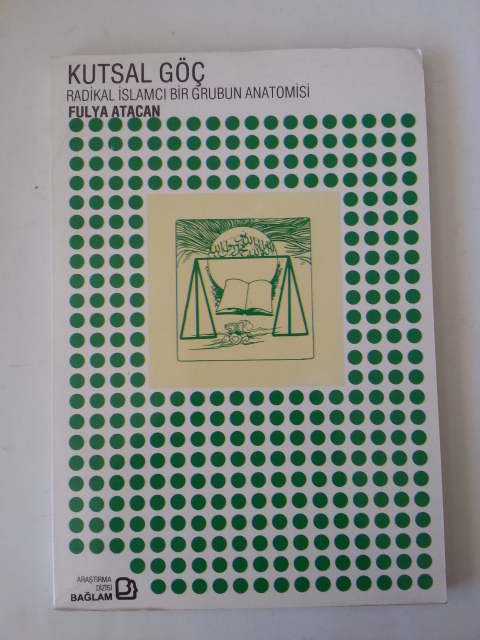 KUTSAL GÖÇ
RADİKAL İSLAMCI BİR GRUBUN ANATOMİSİ
FULYA ATACAN
ARAŞTIRMA
DİZİSİ
BAĞLAM